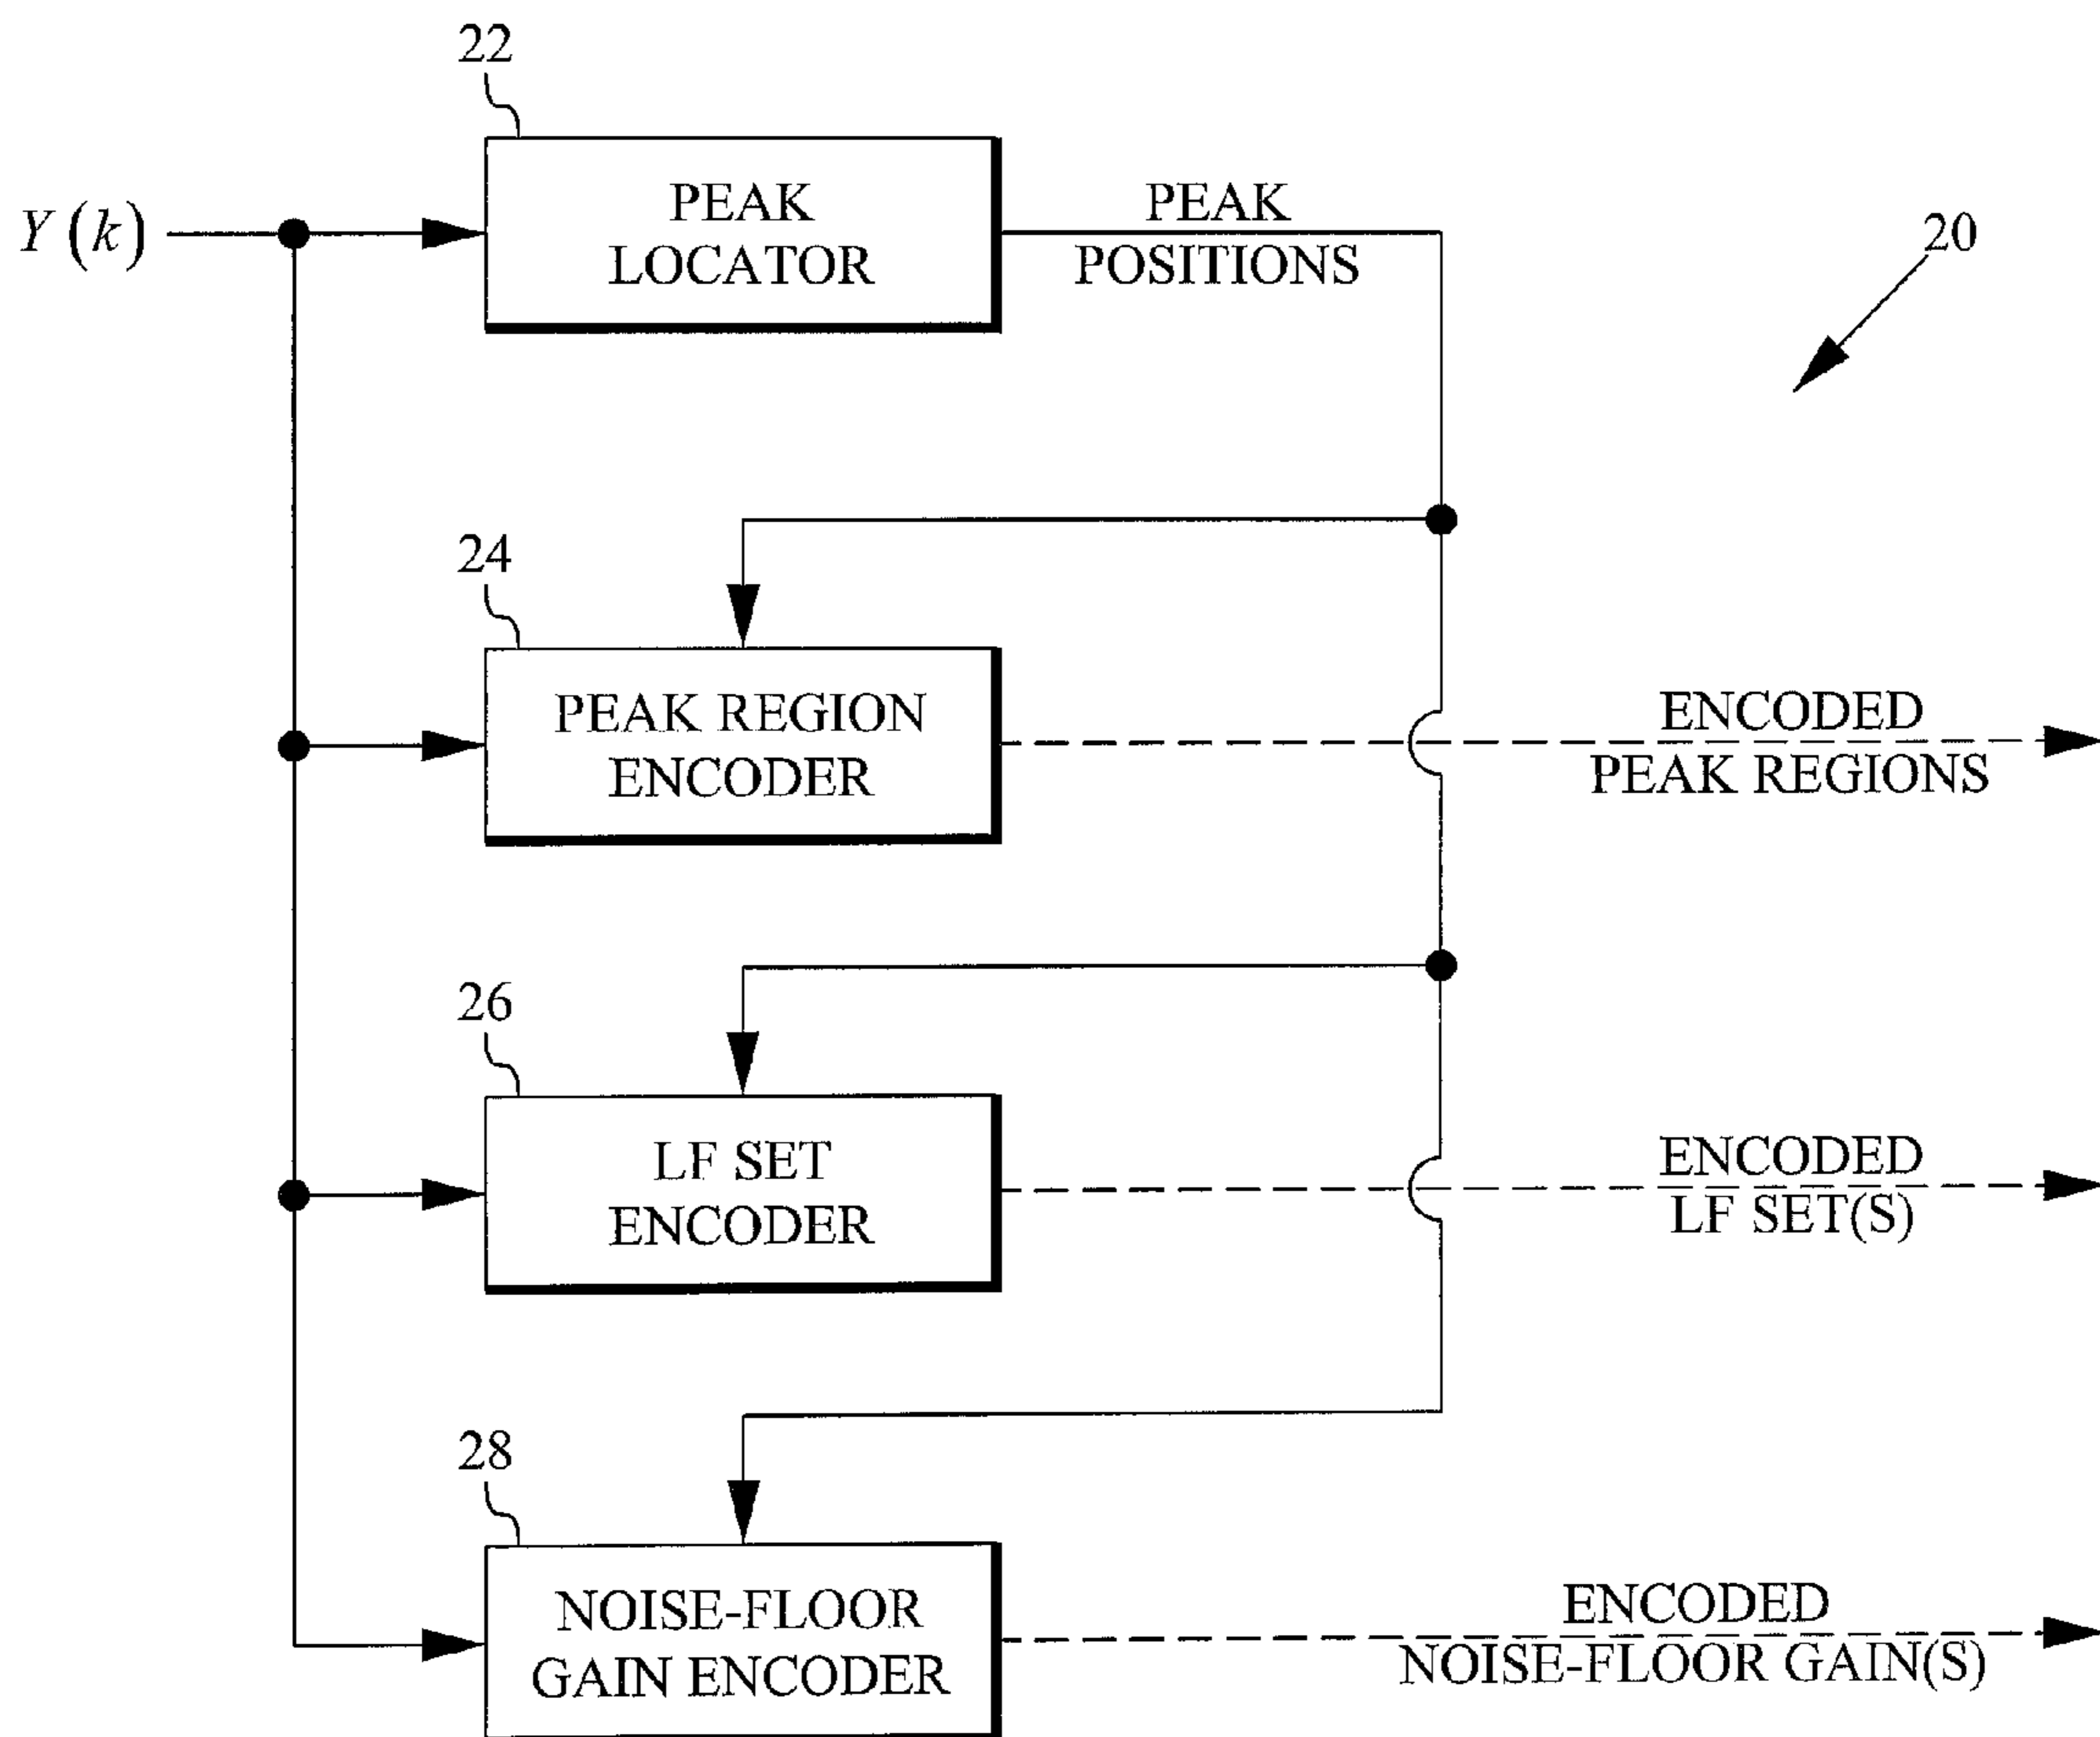 22
PEAK
LOCATOR
PEAK
POSITIONS
Y (k)
20
24
PEAK REGION
ENCODER
ENCODED
PEAK REGIONS
26
LF SET
ENCODER
ENCODED
LF SET(S)
28
NOISE-FLOOR
GAIN ENCODER
ENCODED
NOISE-FLOOR GAIN(S)